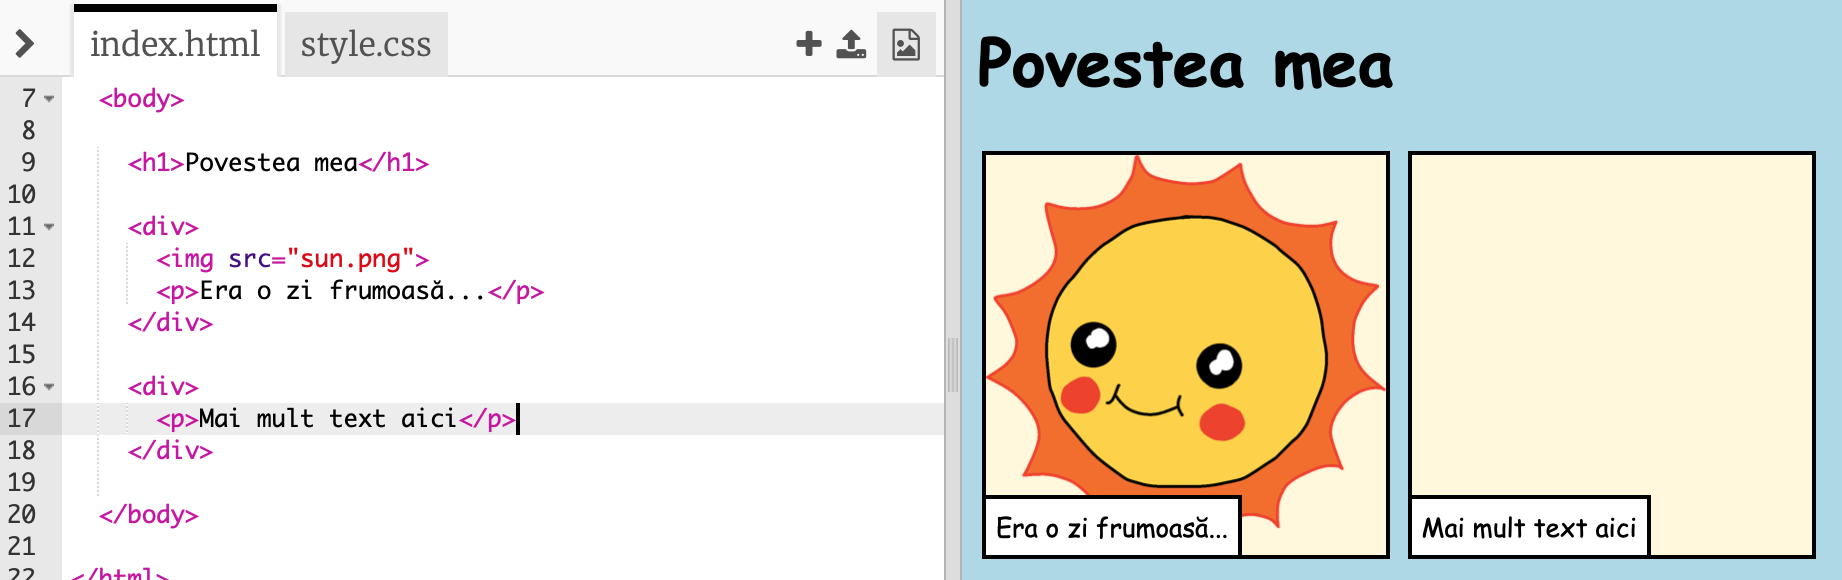 index.html style.css
7 <body>
8
9 <h1>Povestea mea</h1>
10
11 <div>
12 <img src="sun.png">
13 <p>Era o zi frumoasă...</p>
14 </div>
15
16 <div>
17 <p>Mai mult text aici</p>
18 </div>
19
20 </body>
21
22 </html>
Povestea mea
Era o zi frumoasă...
Mai mult text aici